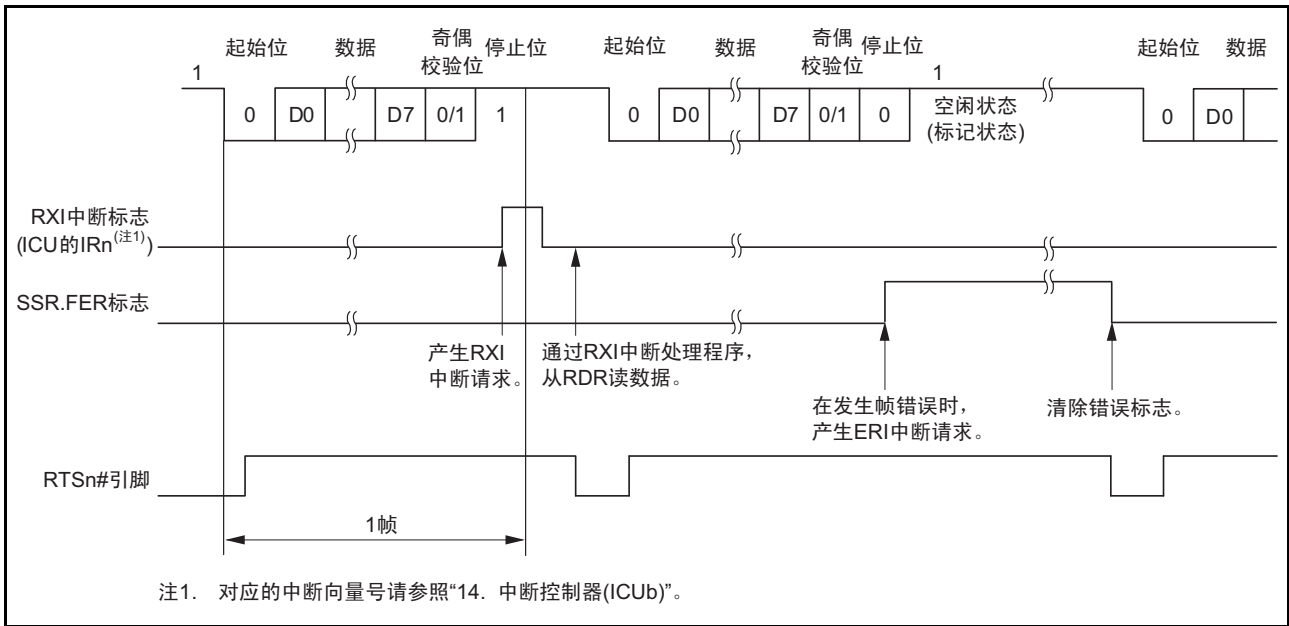 起始位 数据 奇偶校验位 停止位 起始位 数据 奇偶校验位 停止位 起始位 数据
1 1
0 D0 D7 0/1 1 0 D0 D7 0/1 0 空闲状态 0 D0
(标记状态)
RXI中断标志
(ICU的IRn(注1))
SSR.FER标志
产生RXI
中断请求。
通过RXI中断处理程序，
从RDR读数据。
在发生帧错误时，
产生ERI中断请求。
清除错误标志。
RTSn#引脚
1帧
注1. 对应的中断向量号请参照“14. 中断控制器(ICUb)”。